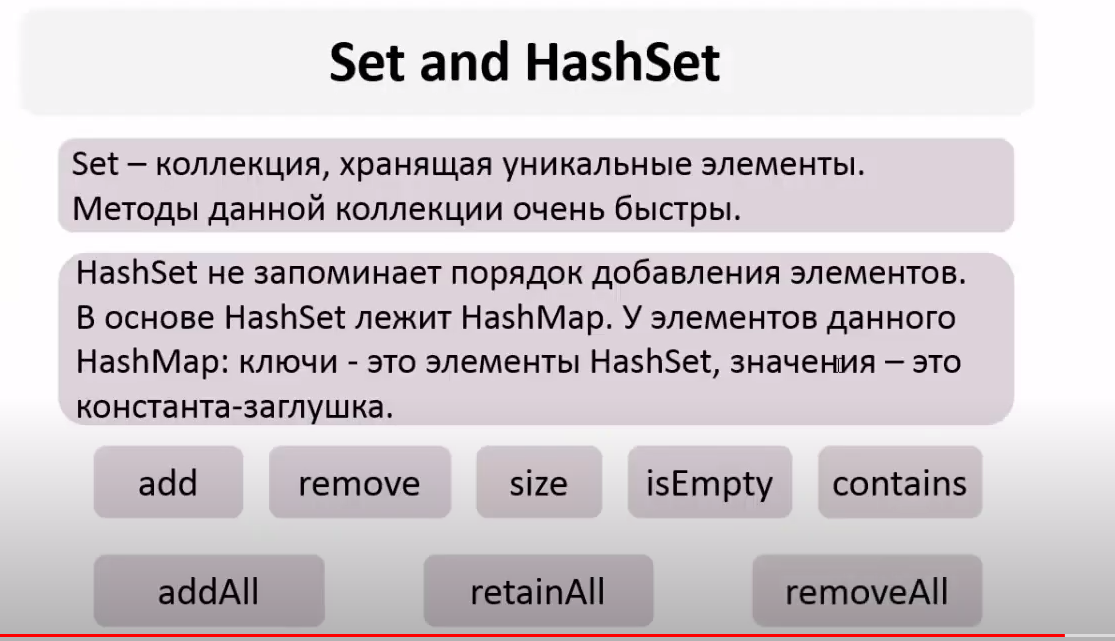 Set and HashSet
Set – коллекция, хранящая уникальные элементы.
Методы данной коллекции очень быстры.
HashSet не запоминает порядок добавления элементов.
В основе HashSet лежит HashMap. У элементов данного
HashMap: ключи - это элементы HashSet, значения – это
константа-заглушка.
add remove size isEmpty contains
addAll retainAll removeAll